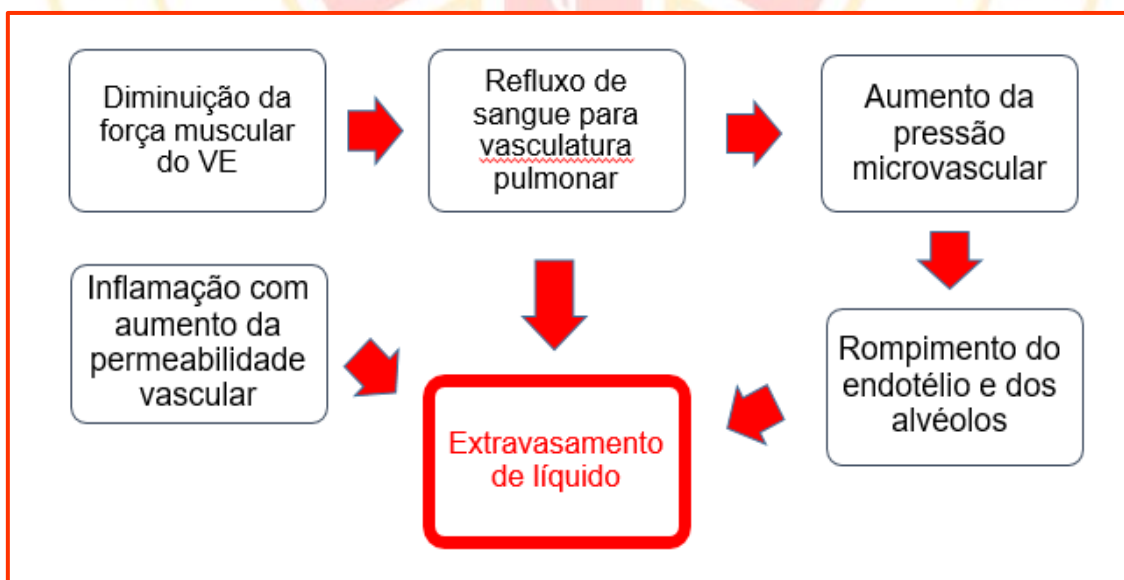 Diminuição da
força muscular
do VE
Refluxo de
sangue para
vasculatura
pulmonar
Aumento da
pressão
microvascular
Inflamação com
aumento da
permeabilidade
vascular
Extravasamento
de líquido
Rompimento do
endotélio e dos
alvéolos